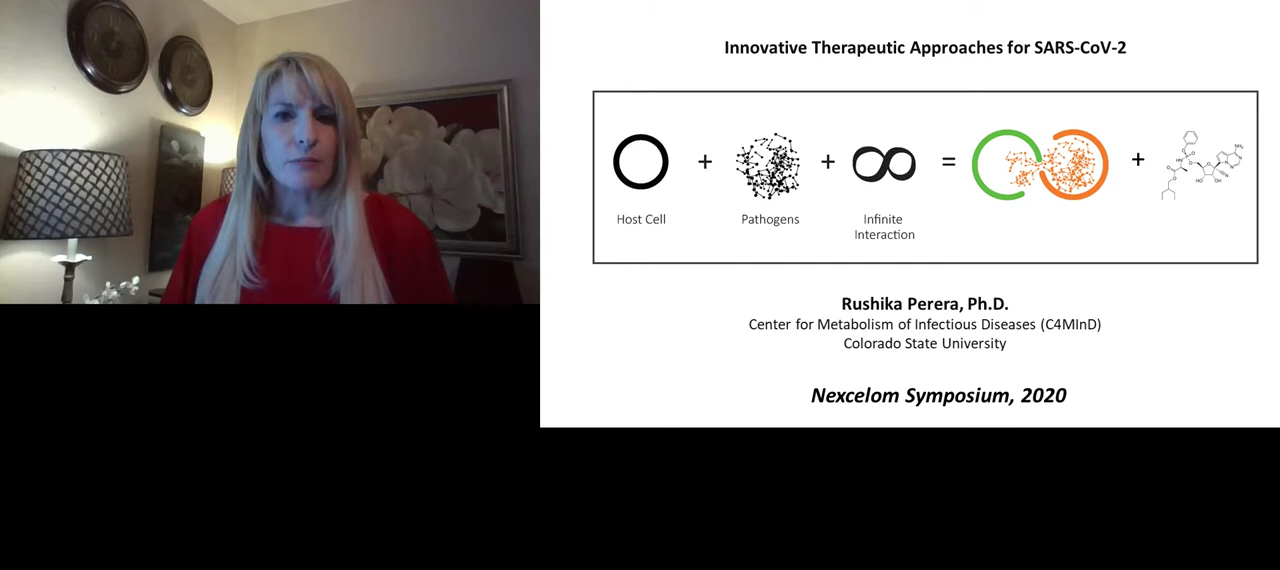 Innovative Therapeutic Approaches for SARS-CoV-2
+ + = +
Host Cell
Pathogens
Infinite
Interaction
Rushika Perera, Ph.D.
Center for Metabolism of Infectious Diseases (C4MInD)
Colorado State University
Nexcelom Symposium, 2020